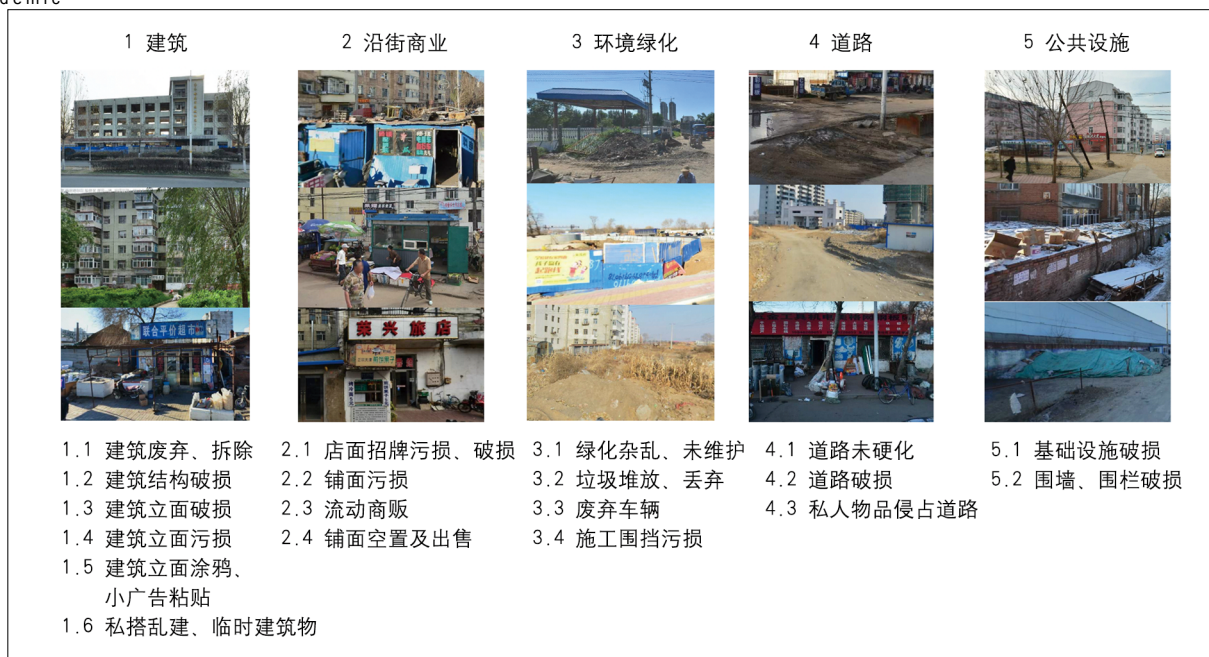 1 建筑
2 沿街商业
3 环境绿化
4 道路
5 公共设施
联合平价超市
荣兴旅店
1.1 建筑废弃、拆除
1.2 建筑结构破损
1.3 建筑立面破损
1.4 建筑立面污损
1.5 建筑立面涂鸦、
小广告粘贴
1.6 私搭乱建、临时建筑物
2.1 店面招牌污损、破损
2.2 铺面污损
2.3 流动商贩
2.4 铺面空置及出售
3.1 绿化杂乱、未维护
3.2 垃圾堆放、丢弃
3.3 废弃车辆
3.4 施工围挡污损
4.1 道路未硬化
4.2 道路破损
4.3 私人物品侵占道路
5.1 基础设施破损
5.2 围墙、围栏破损